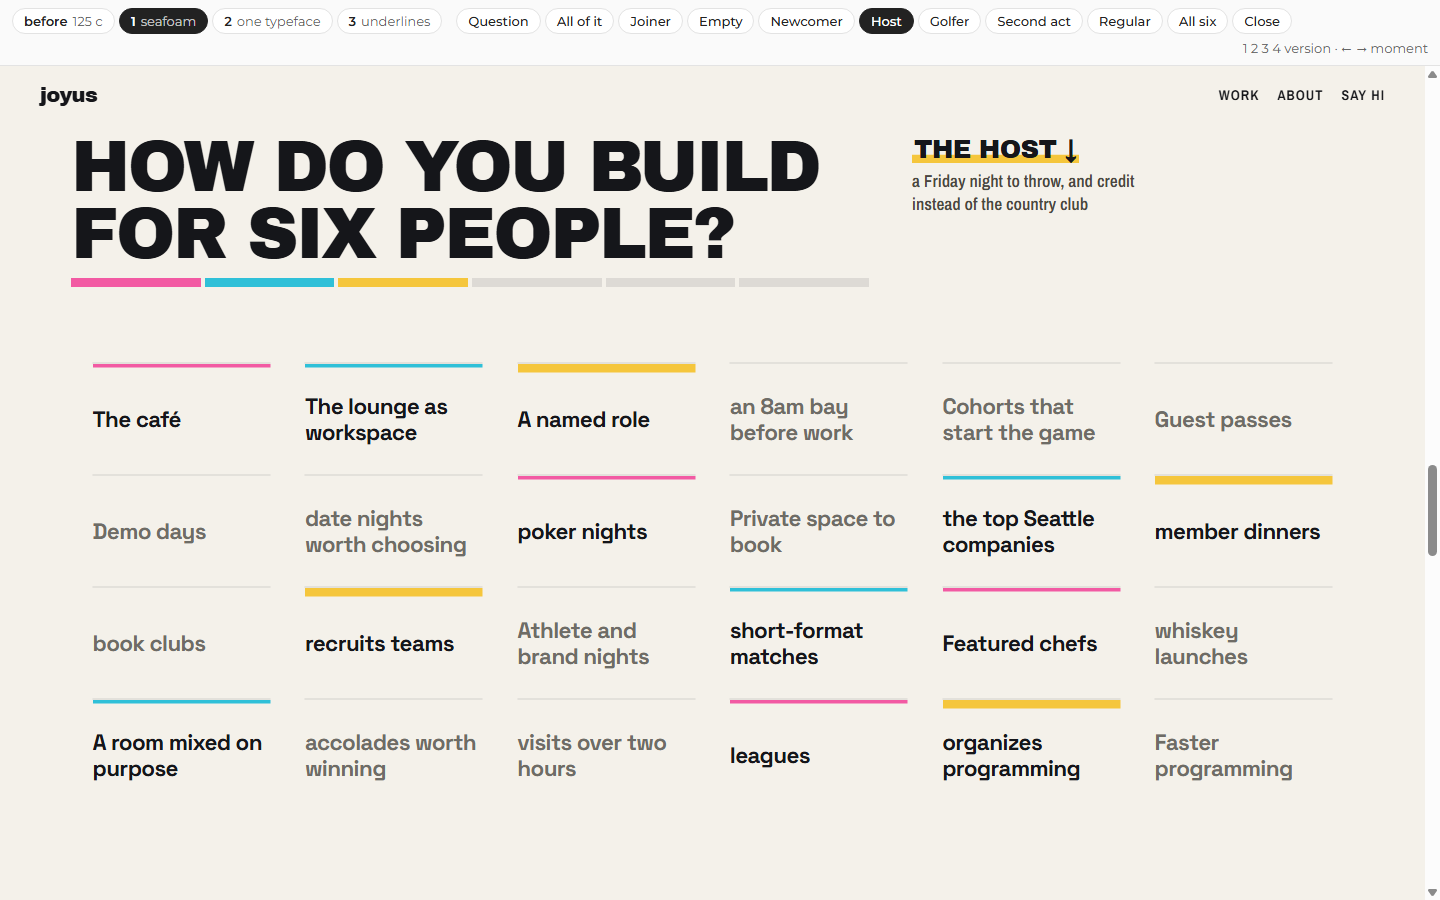 before 125 c 1 seafoam 2 one typeface 3 underlines Question All of it Joiner Empty Newcomer Host Golfer Second act Regular All six Close
1 2 3 4 version · ← → moment
joyus
WORK ABOUT SAY HI
HOW DO YOU BUILD
FOR SIX PEOPLE?
THE HOST ↓
a Friday night to throw, and credit
instead of the country club
The café
The lounge as
workspace
A named role
an 8am bay
before work
Cohorts that
start the game
Guest passes
Demo days
date nights
worth choosing
poker nights
Private space to
book
the top Seattle
companies
member dinners
book clubs
recruits teams
Athlete and
brand nights
short-format
matches
Featured chefs
whiskey
launches
A room mixed on
purpose
accolades worth
winning
visits over two
hours
leagues
organizes
programming
Faster
programming